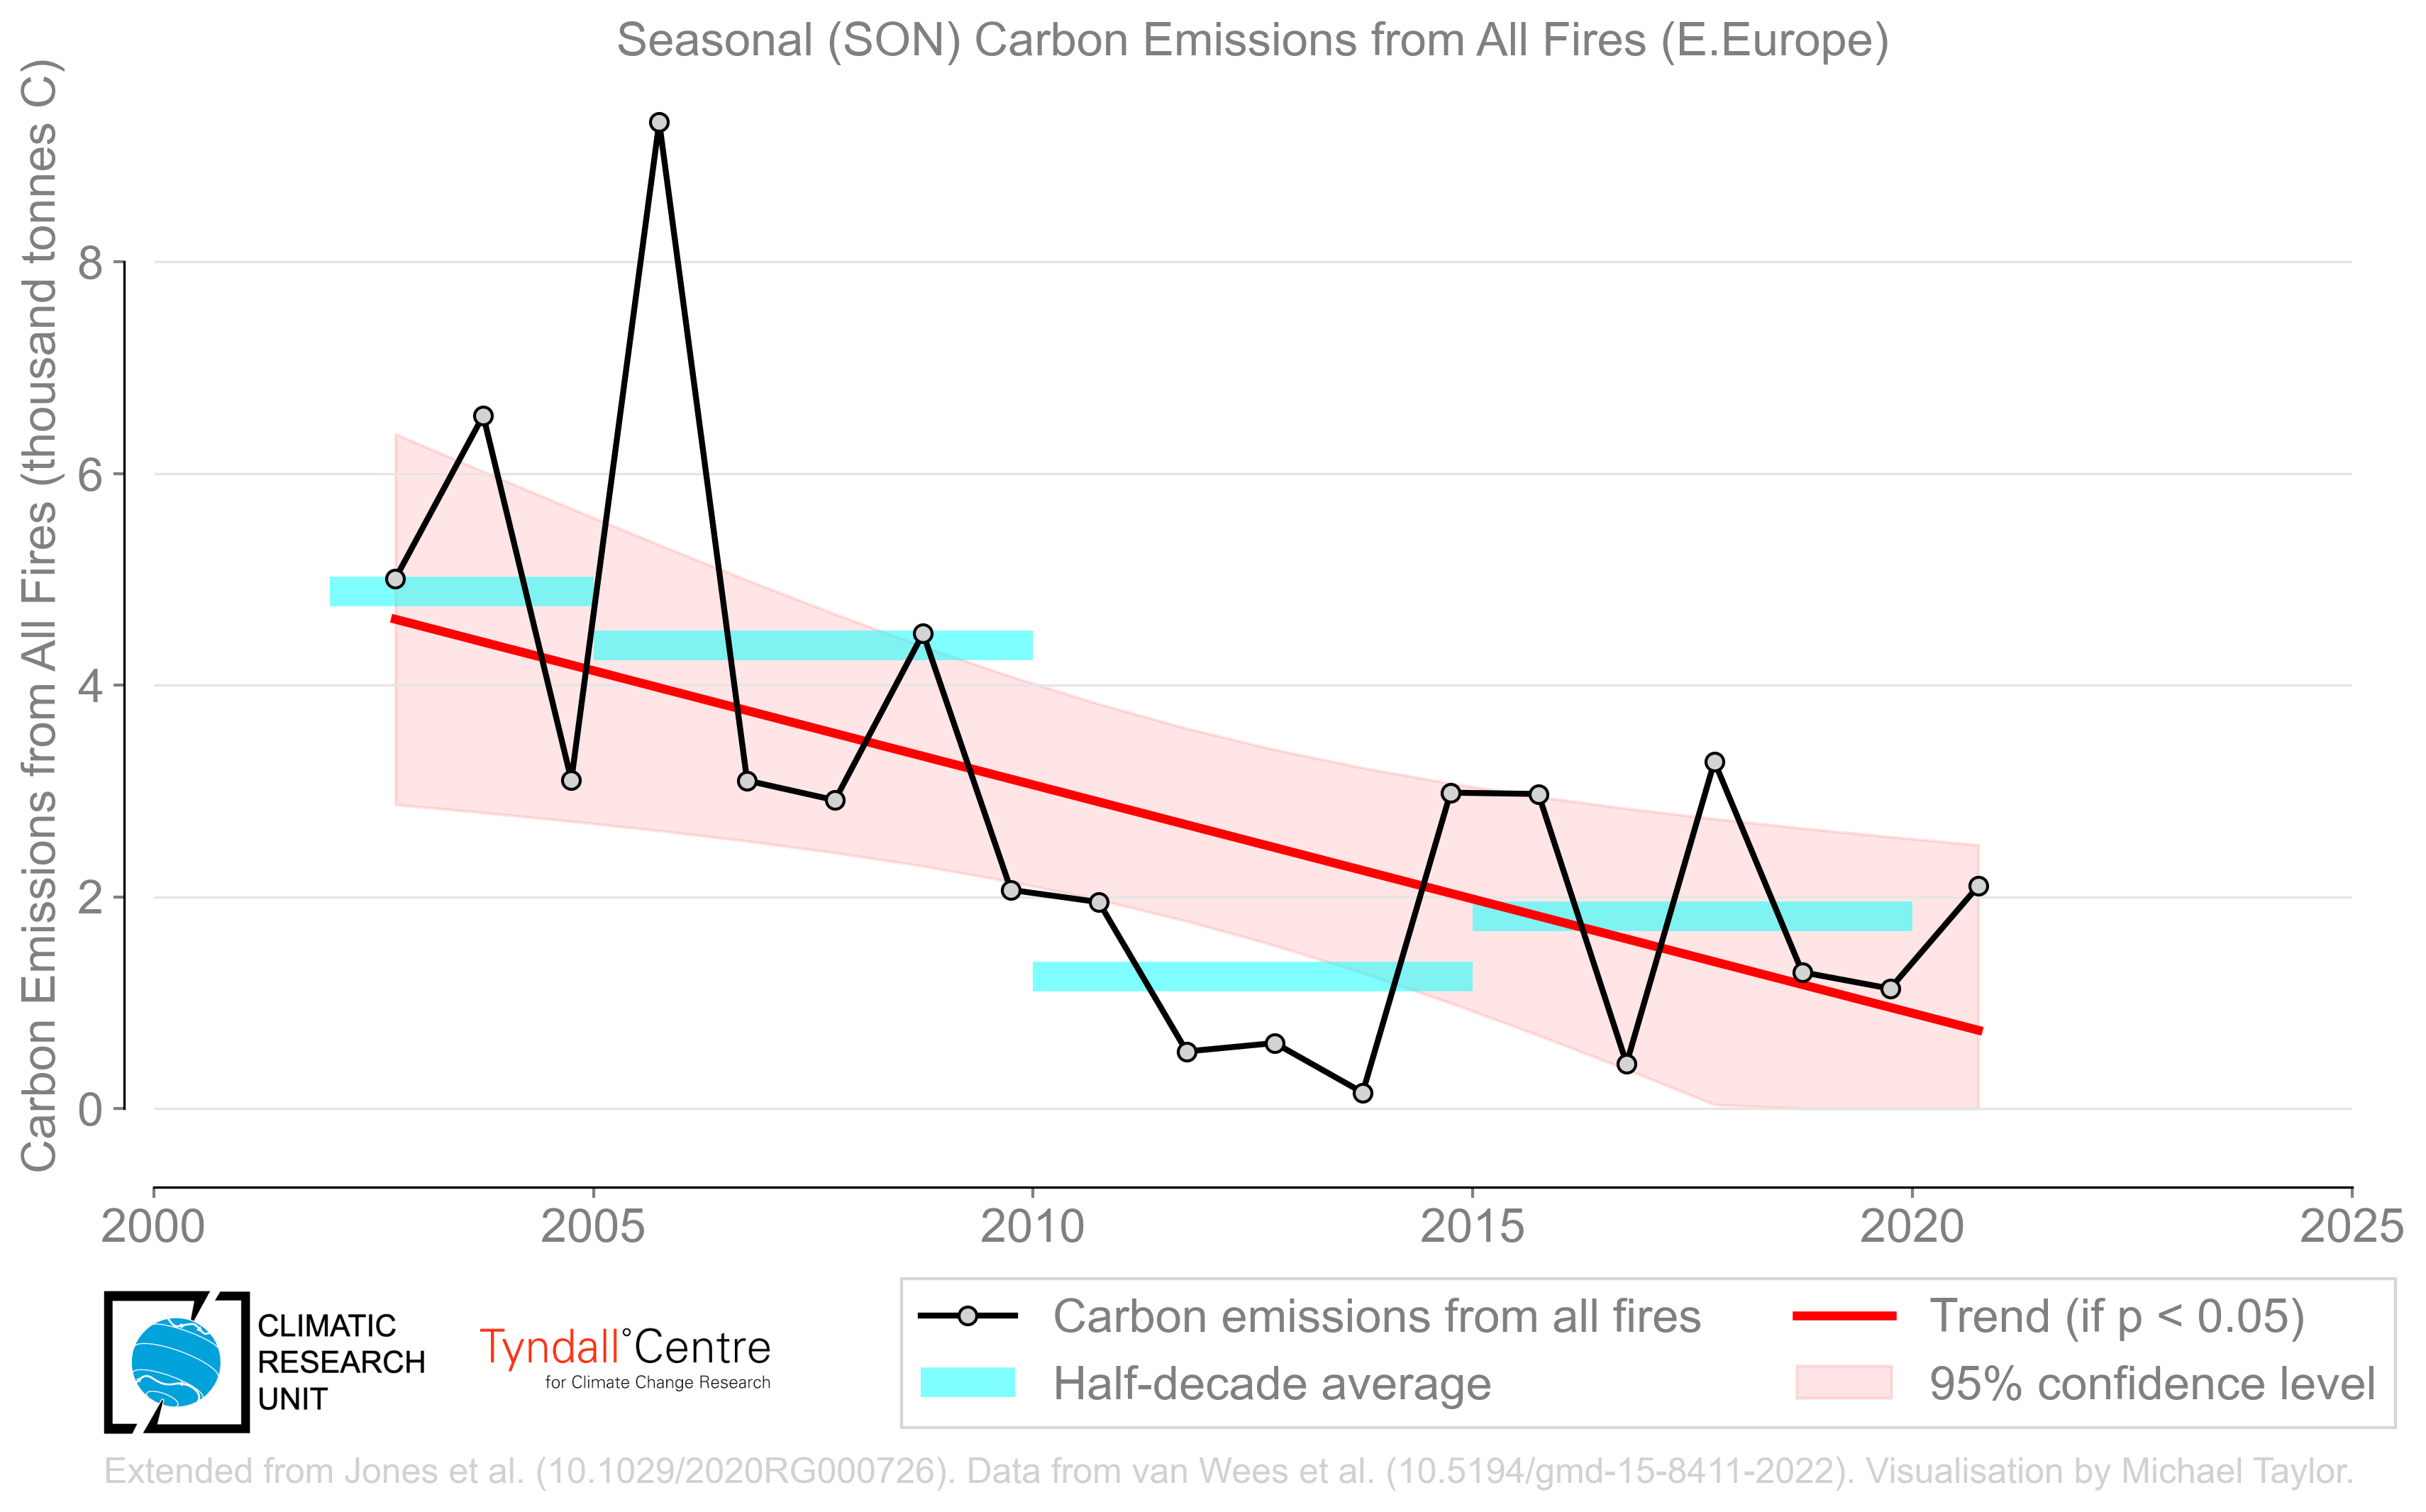 Seasonal (SON) Carbon Emissions from All Fires (E.Europe)
Carbon Emissions from All Fires (thousand tonnes C)
8
6
4
2
0
2000 2005 2010 2015 2020 2025
CLIMATIC
RESEARCH
UNIT
Tyndall°Centre
for Climate Change Research
Carbon emissions from all fires
Trend (if p < 0.05)
Half-decade average
95% confidence level
Extended from Jones et al. (10.1029/2020RG000726). Data from van Wees et al. (10.5194/gmd-15-8411-2022). Visualisation by Michael Taylor.